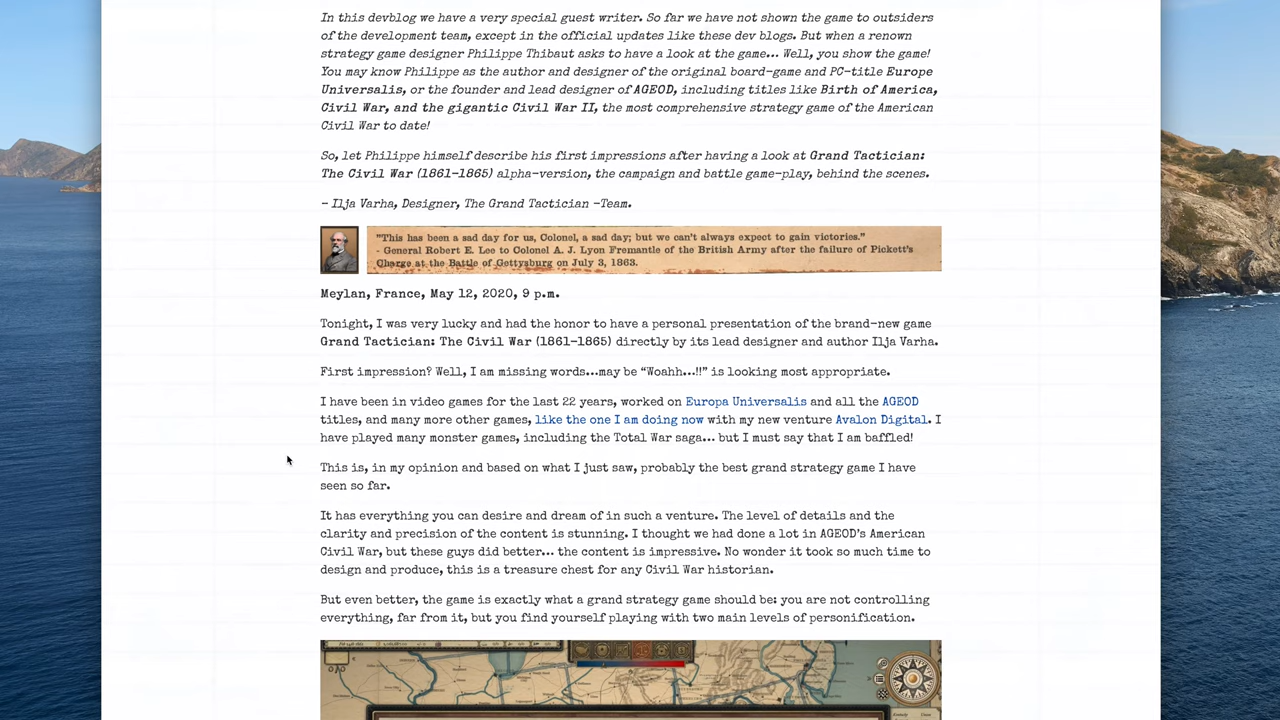 In this devblog we have a very special guest writer. So far we have not shown the game to outsiders
of the development team, except in the official updates like these dev blogs. But when a renown
strategy game designer Philippe Thibaut asks to have a look at the game... Well, you show the game!
You may know Philippe as the author and designer of the original board-game and PC-title Europe
Universalis, or the founder and lead designer of AGEOD, including titles like Birth of America,
Civil War, and the gigantic Civil War II, the most comprehensive strategy game of the American
Civil War to date!
So, let Philippe himself describe his first impressions after having a look at Grand Tactician:
The Civil War (1861-1865) alpha-version, the campaign and battle game-play, behind the scenes.
- Ilja Varha, Designer, The Grand Tactician -Team.
"This has been a sad day for us, Colonel, a sad day; but we can't always expect to gain victories."
- General Robert E. Lee to Colonel A. J. Lyon Fremantle of the British Army after the failure of Pickett's
Charge at the Battle of Gettysburg on July 3, 1863.
Meylan, France, May 12, 2020, 9 p.m.
Tonight, I was very lucky and had the honor to have a personal presentation of the brand-new game
Grand Tactician: The Civil War (1861-1865) directly by its lead designer and author Ilja Varha.
First impression? Well, I am missing words...may be “Woahh...!!” is looking most appropriate.
I have been in video games for the last 22 years, worked on Europa Universalis and all the AGEOD
titles, and many more other games, like the one I am doing now with my new venture Avalon Digital. I
have played many monster games, including the Total War saga... but I must say that I am baffled!
This is, in my opinion and based on what I just saw, probably the best grand strategy game I have
seen so far.
It has everything you can desire and dream of in such a venture. The level of details and the
clarity and precision of the content is stunning. I thought we had done a lot in AGEOD’s American
Civil War, but these guys did better... the content is impressive. No wonder it took so much time to
design and produce, this is a treasure chest for any Civil War historian.
But even better, the game is exactly what a grand strategy game should be: you are not controlling
everything, far from it, but you find yourself playing with two main levels of personification.